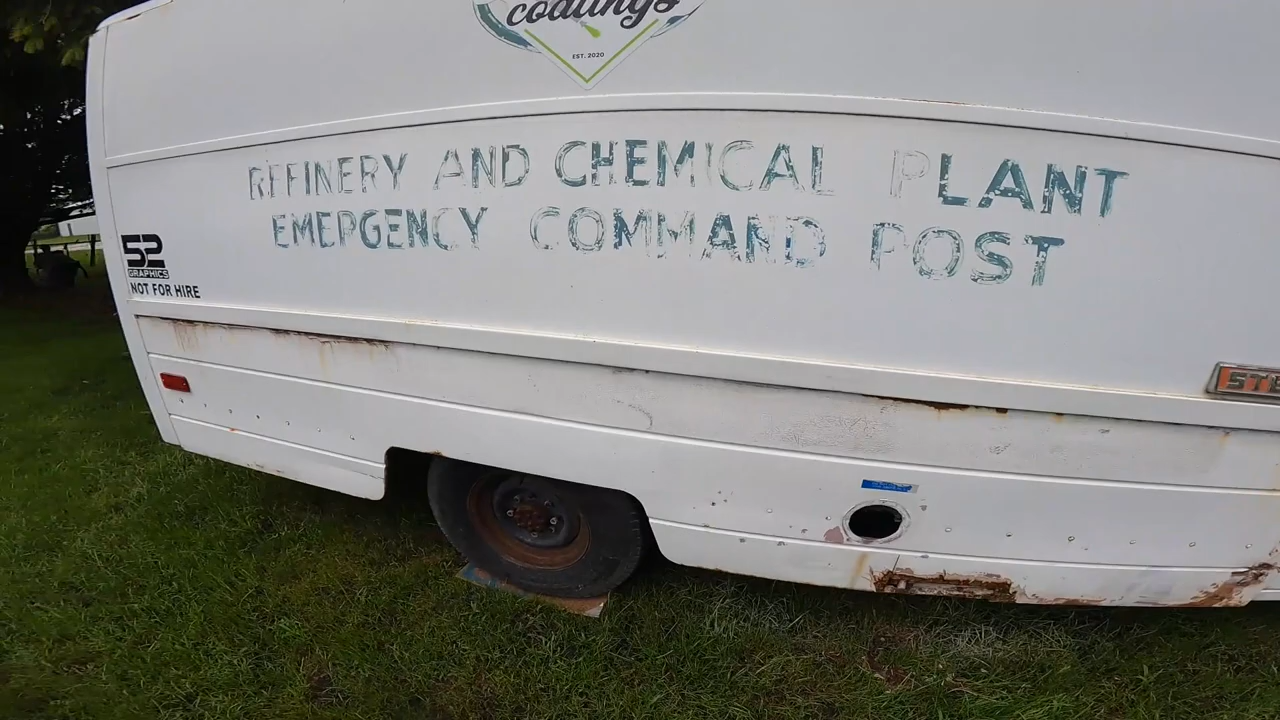 coatings
EST. 2020
REFINERY AND CHEMICAL PLANT
EMERGENCY COMMAND POST
52
GRAPHICS
NOT FOR HIRE